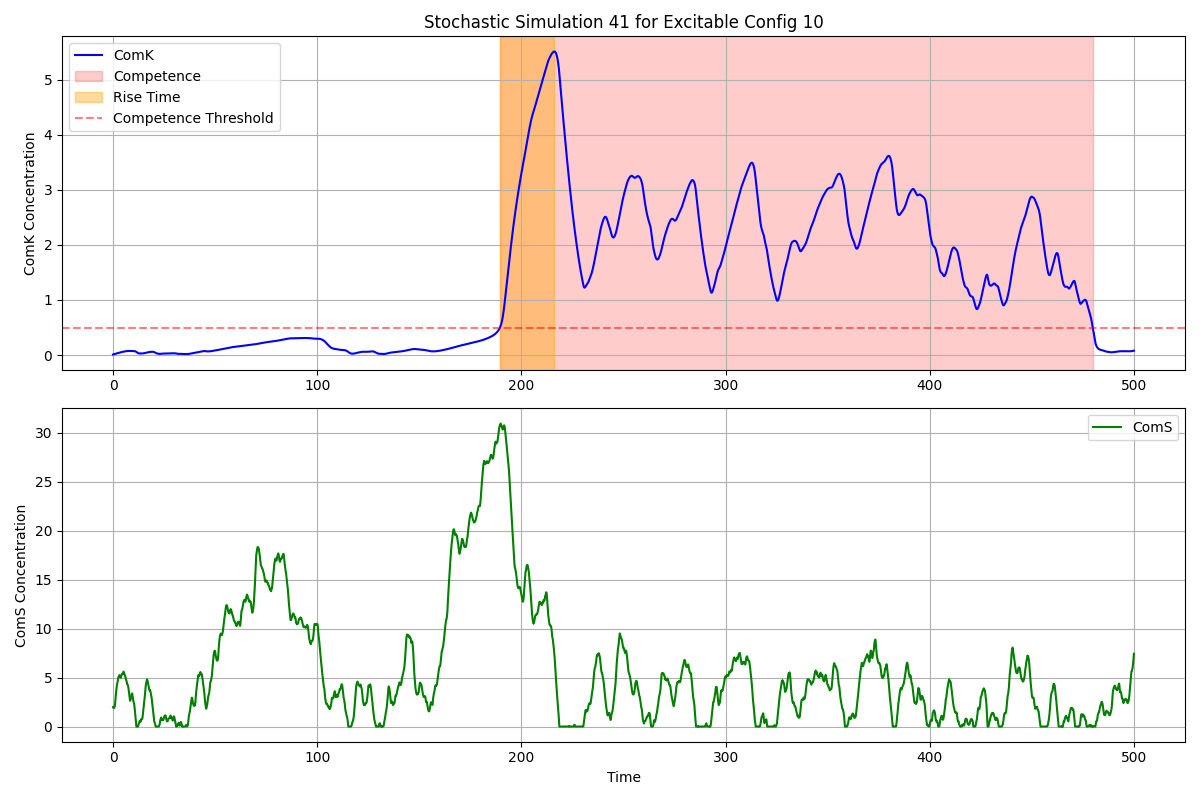 Stochastic Simulation 41 for Excitable Config 10
ComK
Competence
Rise Time
Competence Threshold
ComK Concentration
5
4
3
2
1
0
0 100 200 300 400 500
ComS
ComS Concentration
30
25
20
15
10
5
0
0 100 200 300 400 500
Time